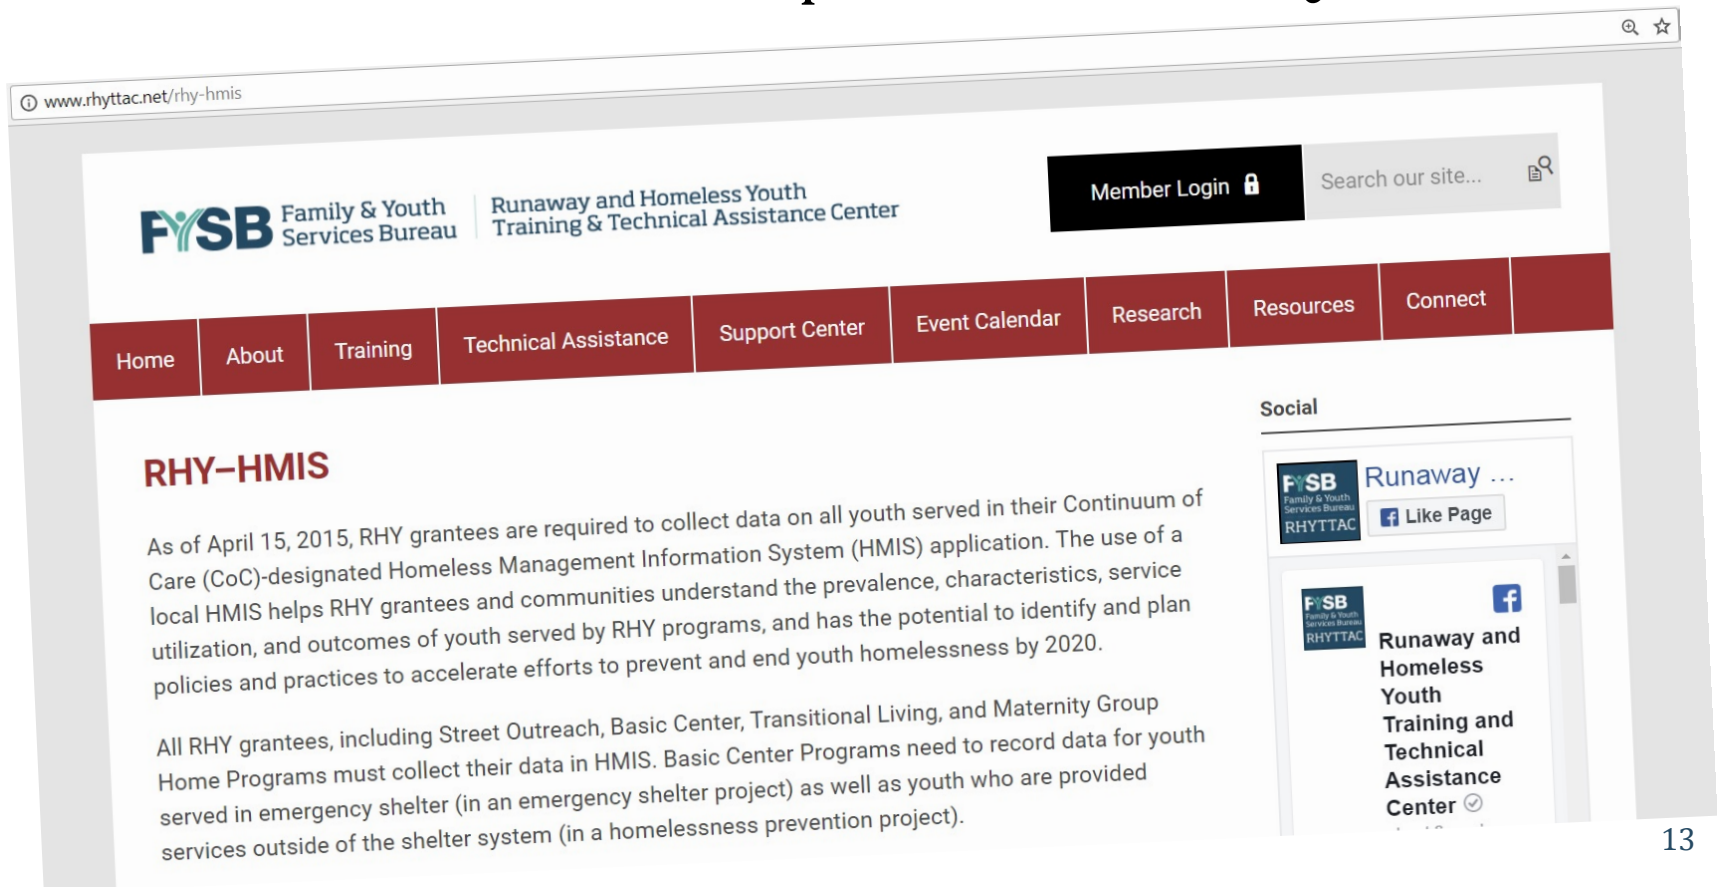 www.rhyttac.net/rhy-hmis
FYSB
Family & Youth
Services Bureau
Runaway and Homeless Youth
Training & Technical Assistance Center
Member Login
Search our site...
Home
About
Training
Technical Assistance
Support Center
Event Calendar
Research
Resources
Connect
RHY–HMIS
As of April 15, 2015, RHY grantees are required to collect data on all youth served in their Continuum of
Care (CoC)-designated Homeless Management Information System (HMIS) application. The use of a
local HMIS helps RHY grantees and communities understand the prevalence, characteristics, service
utilization, and outcomes of youth served by RHY programs, and has the potential to identify and plan
policies and practices to accelerate efforts to prevent and end youth homelessness by 2020.
All RHY grantees, including Street Outreach, Basic Center, Transitional Living, and Maternity Group
Home Programs must collect their data in HMIS. Basic Center Programs need to record data for youth
served in emergency shelter (in an emergency shelter project) as well as youth who are provided
services outside of the shelter system (in a homelessness prevention project).
Social
FYSB
Family & Youth
Services Bureau
RHYTTAC
Runaway ...
Like Page
FYSB
Family & Youth
Services Bureau
RHYTTAC
Runaway and
Homeless
Youth
Training and
Technical
Assistance
Center
13